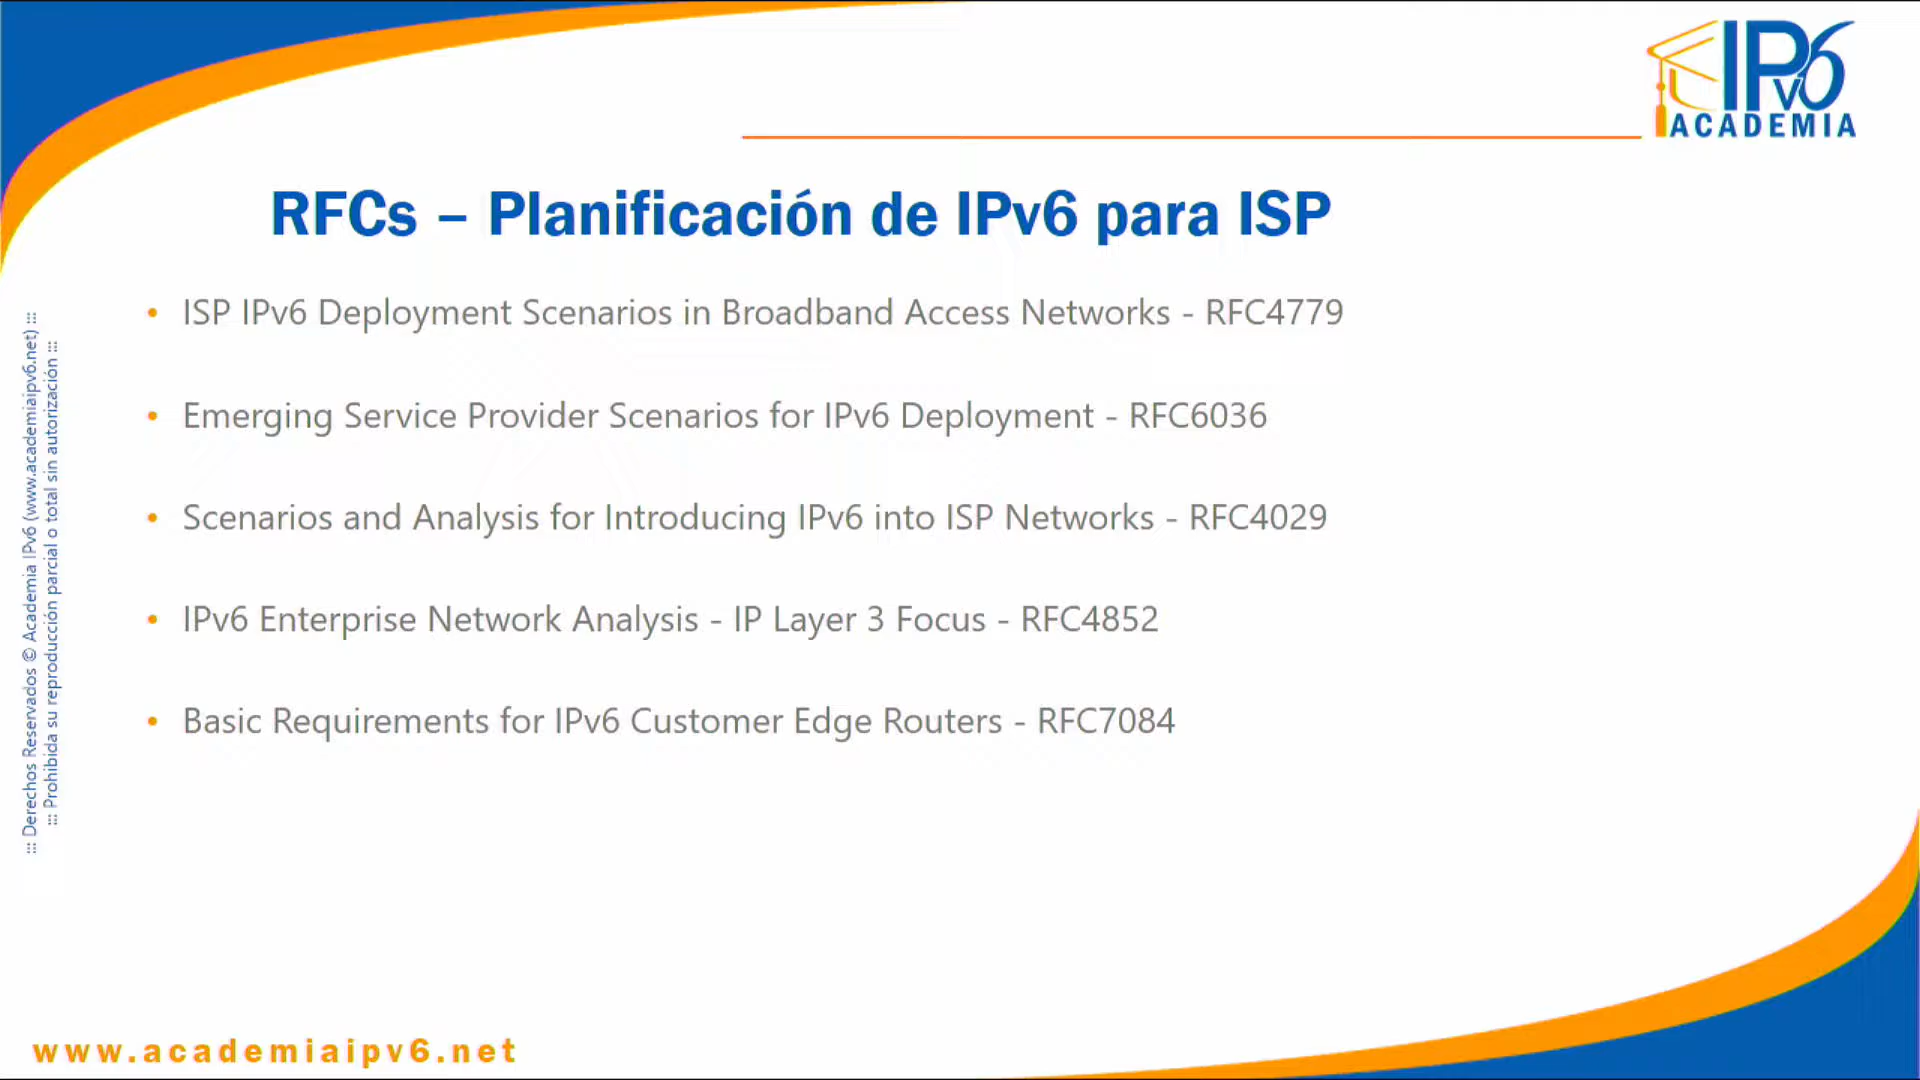 IPv6
ACADEMIA
RFCs – Planificación de IPv6 para ISP
• ISP IPv6 Deployment Scenarios in Broadband Access Networks - RFC4779
• Emerging Service Provider Scenarios for IPv6 Deployment - RFC6036
• Scenarios and Analysis for Introducing IPv6 into ISP Networks - RFC4029
• IPv6 Enterprise Network Analysis - IP Layer 3 Focus - RFC4852
• Basic Requirements for IPv6 Customer Edge Routers - RFC7084
::: Derechos Reservados © Academia IPv6 (www.academiaipv6.net) :::
::: Prohibida su reproducción parcial o total sin autorización :::
www.academiaipv6.net